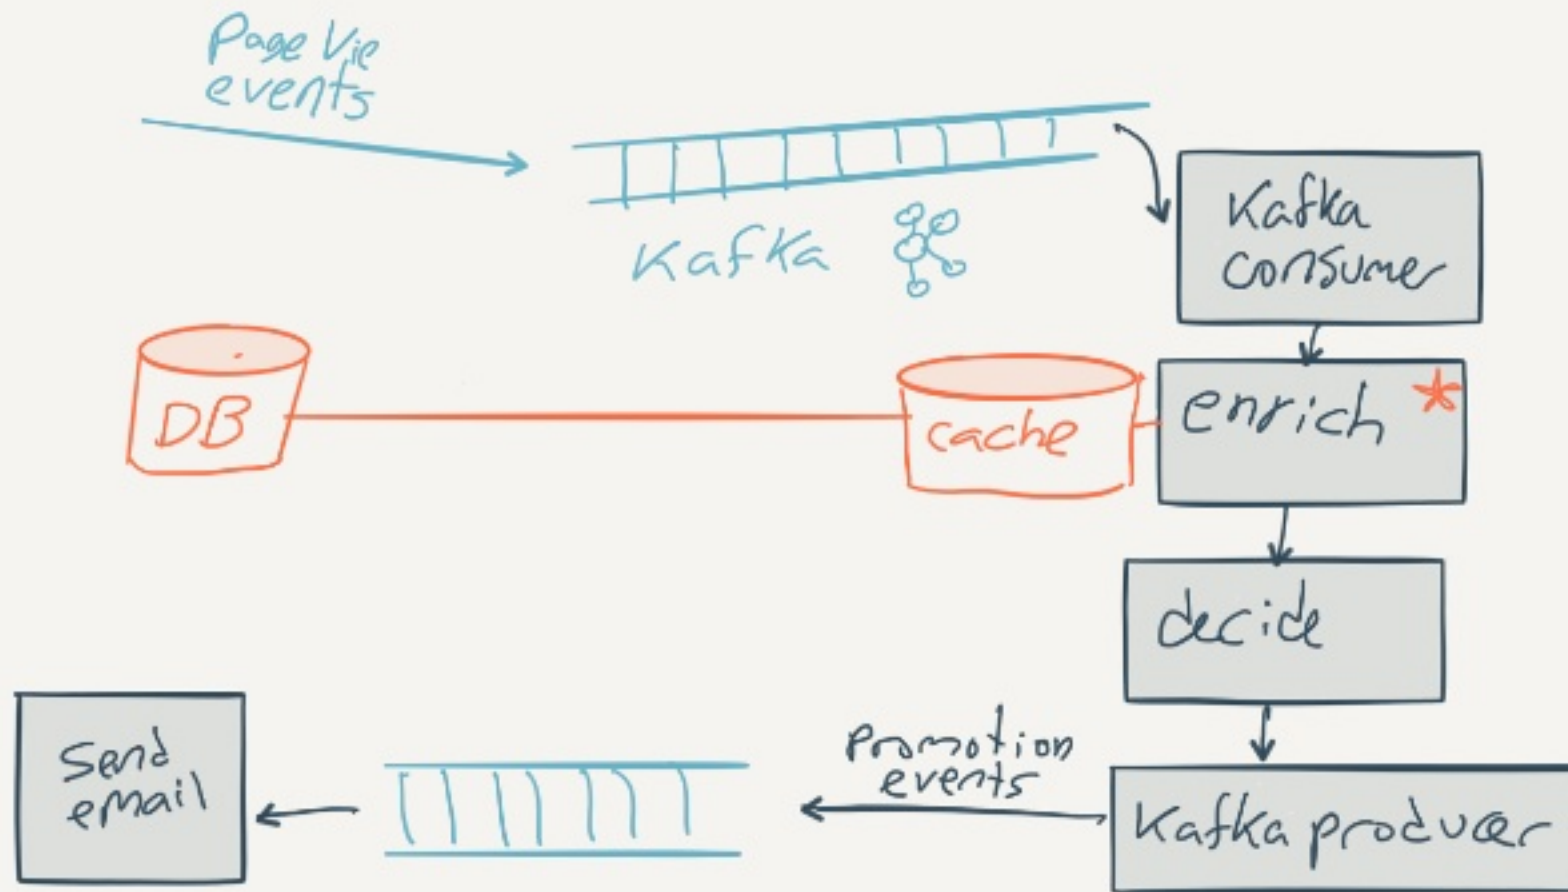 Page Vie
events
Kafka
Kafka
consumer
DB
cache
enrich *
decide
Send
email
Promotion
events
Kafka producer